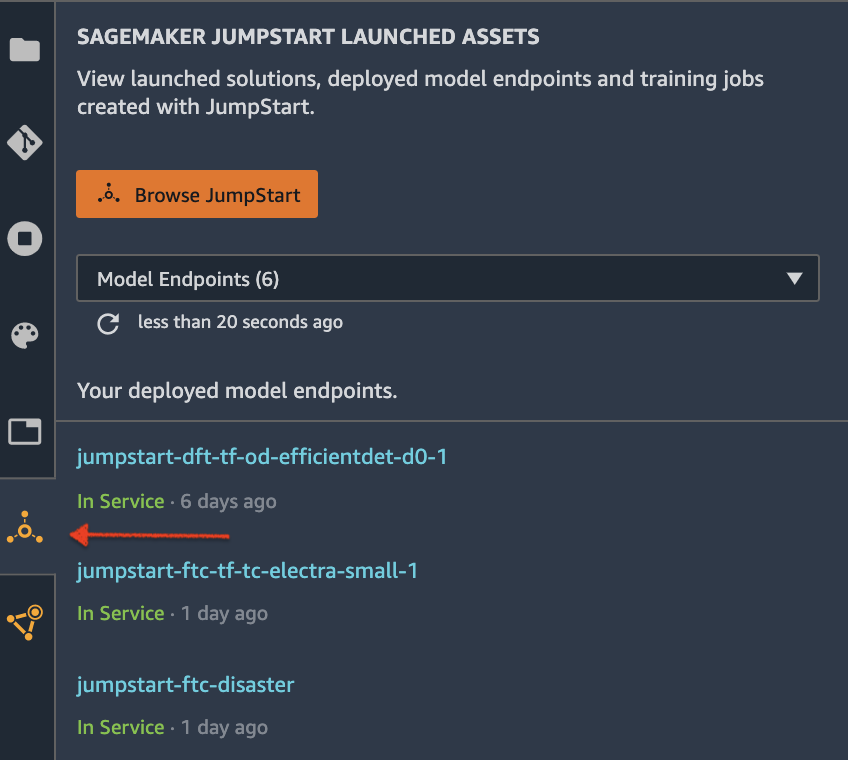 SAGEMAKER JUMPSTART LAUNCHED ASSETS
View launched solutions, deployed model endpoints and training jobs
created with JumpStart.
Browse JumpStart
Model Endpoints (6)
less than 20 seconds ago
Your deployed model endpoints.
jumpstart-dft-tf-od-efficientdet-d0-1
In Service · 6 days ago
jumpstart-ftc-tf-tc-electra-small-1
In Service · 1 day ago
jumpstart-ftc-disaster
In Service · 1 day ago